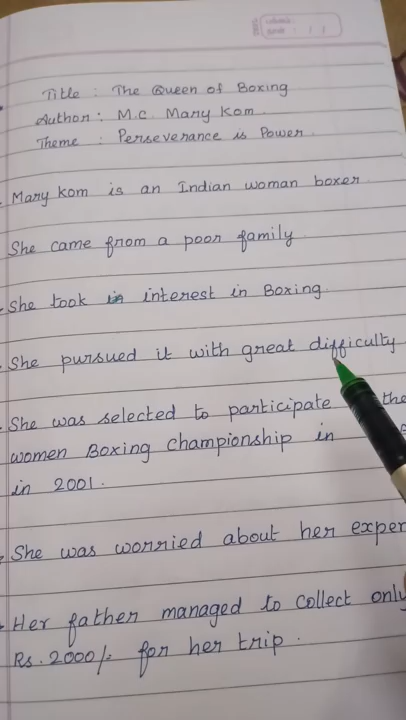 Title : The Queen of Boxing
Author : M.C. Mary Kom
Theme : Perseverance is Power
Mary kom is an Indian woman boxer
She came from a poor family
She took in interest in Boxing
She pursued it with great difficulty
She was selected to participate the
women Boxing championship in
in 2001.
She was worried about her exper
Her father managed to collect only
Rs. 2000/- for her trip.